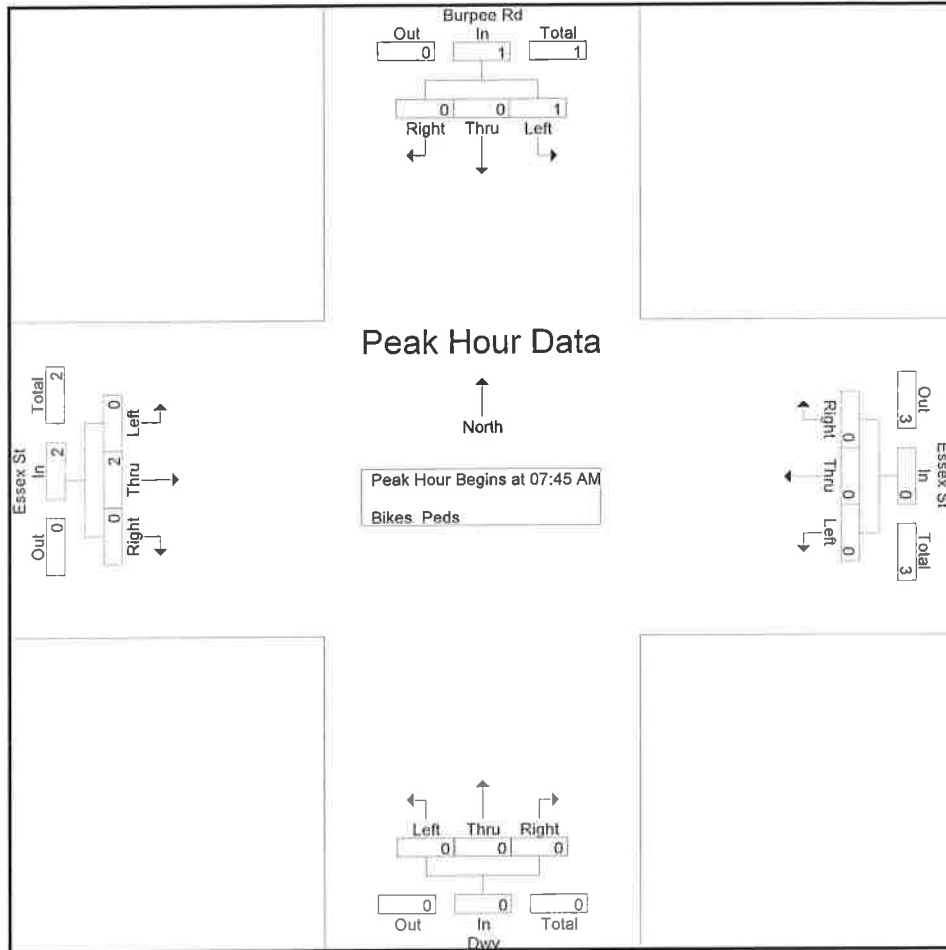 Burpee Rd
Out In Total
0 1 1
0 0 1
Right Thru Left
Peak Hour Data
North
Peak Hour Begins at 07:45 AM
Bikes Peds
Essex St
Total In Out
2 2 0
0 2 0
Left Thru Right
Essex St
Out In Total
3 0 3
0 0 0
Right Thru Left
Left Thru Right
0 0 0
0 0 0
Out In Total
Dwy